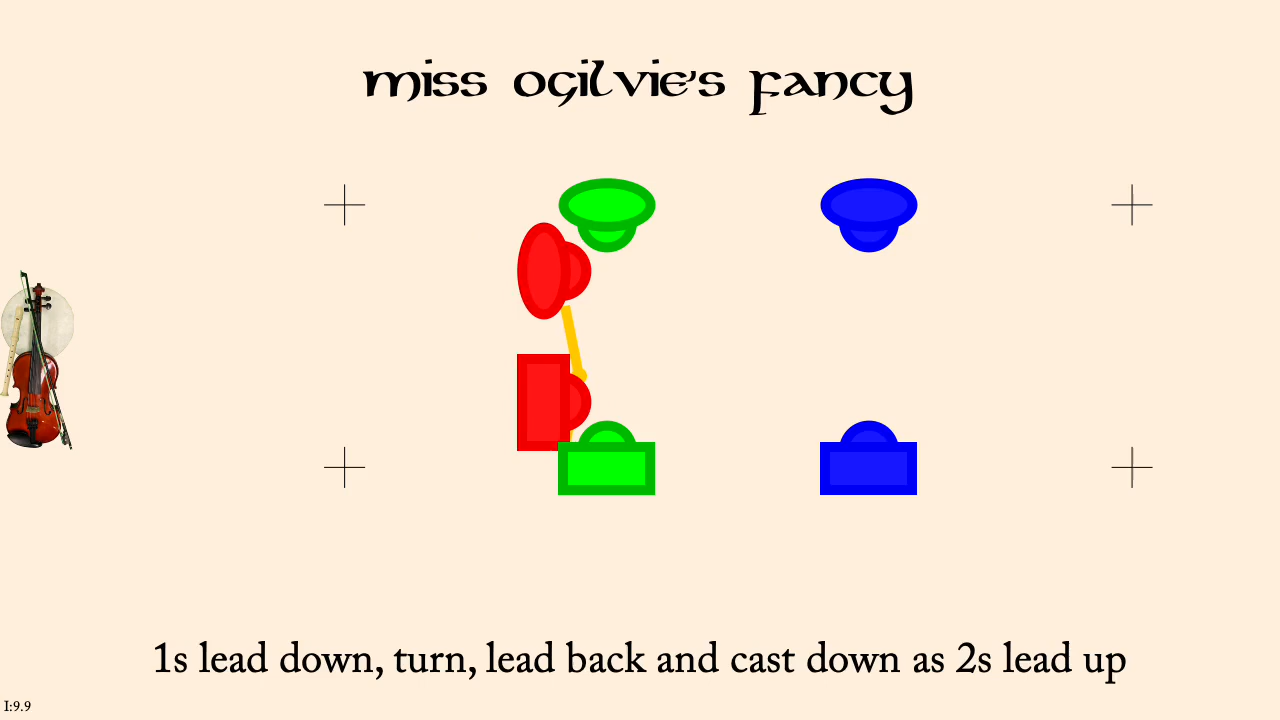 Miss Ogilvie's Fancy
1s lead down, turn, lead back and cast down as 2s lead up
I:9.9